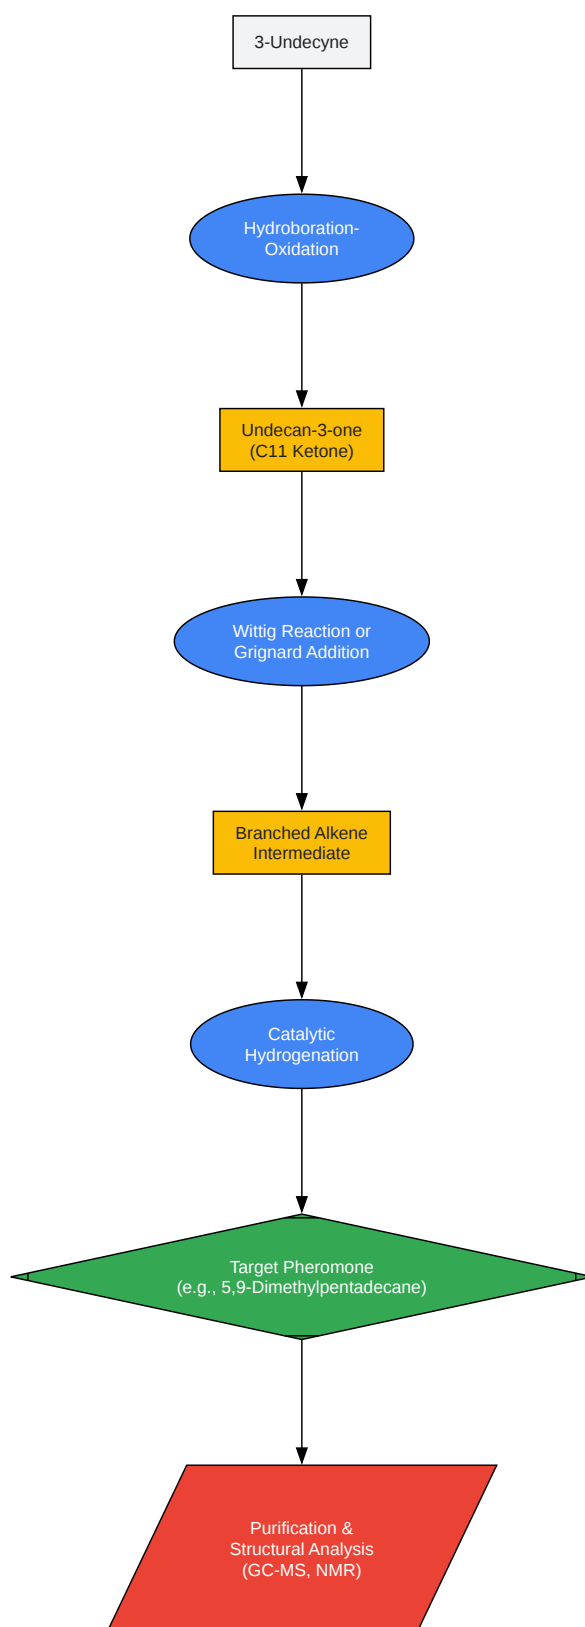 3-Undecyne
Hydroboration-
Oxidation
Undecan-3-one
(C11 Ketone)
Wittig Reaction or
Grignard Addition
Branched Alkene
Intermediate
Catalytic
Hydrogenation
Target Pheromone
(e.g., 5,9-Dimethylpentadecane)
Purification &
Structural Analysis
(GC-MS, NMR)